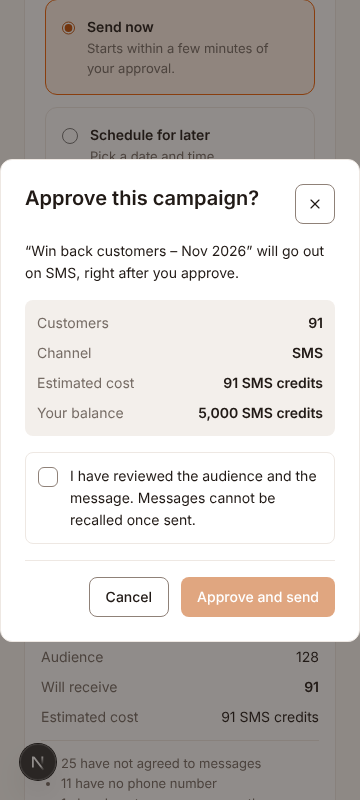 Send now
Starts within a few minutes of
your approval.
Schedule for later
Pick a date and time
Approve this campaign?
“Win back customers – Nov 2026” will go out
on SMS, right after you approve.
Customers 91
Channel SMS
Estimated cost 91 SMS credits
Your balance 5,000 SMS credits
I have reviewed the audience and the
message. Messages cannot be
recalled once sent.
Cancel Approve and send
Audience 128
Will receive 91
Estimated cost 91 SMS credits
25 have not agreed to messages
N
• 11 have no phone number